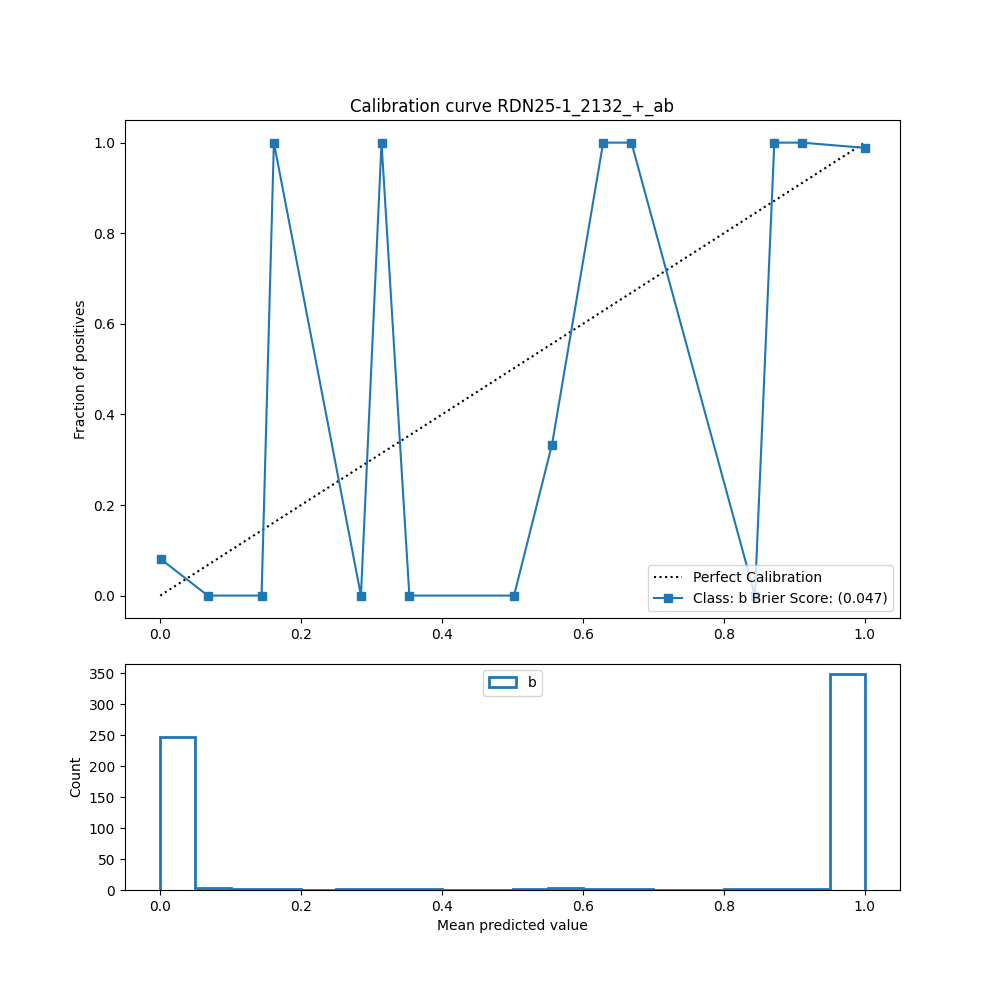 Calibration curve RDN25-1_2132_+_ab
Fraction of positives
1.0
0.8
0.6
0.4
0.2
0.0
Perfect Calibration
Class: b Brier Score: (0.047)
0.0 0.2 0.4 0.6 0.8 1.0
b
Count
350
300
250
200
150
100
50
0
0.0 0.2 0.4 0.6 0.8 1.0
Mean predicted value